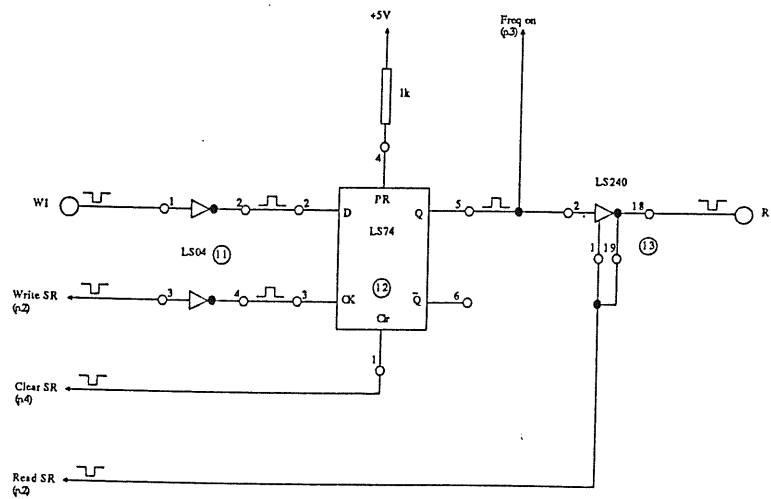 +5V
Freq on
(p.3)
1k
4
PR
LS240
W1
1
2
2
D
Q
5
2
18
R
LS74
LS04
11
1
19
13
12
Write SR
(p.2)
3
4
3
CK
Q
6
Clr
1
Clear SR
(p.4)
Read SR
(p.2)